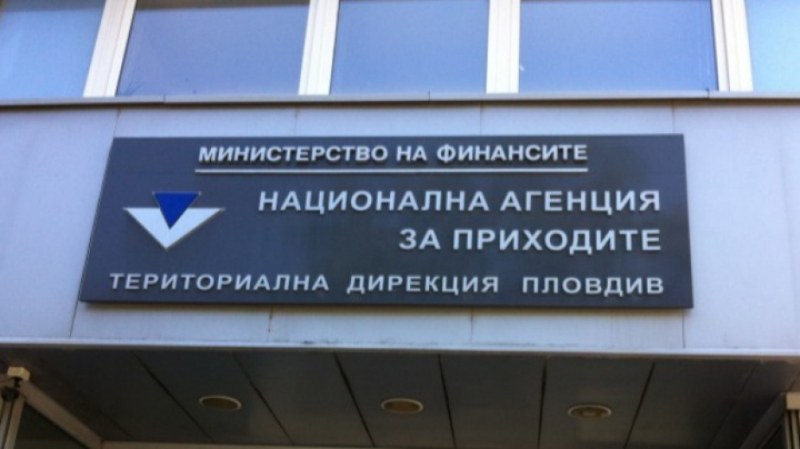 МИНИСТЕРСТВО НА ФИНАНСИТЕ
НАЦИОНАЛНА АГЕНЦИЯ
ЗА ПРИХОДИТЕ
ТЕРИТОРИАЛНА ДИРЕКЦИЯ ПЛОВДИВ